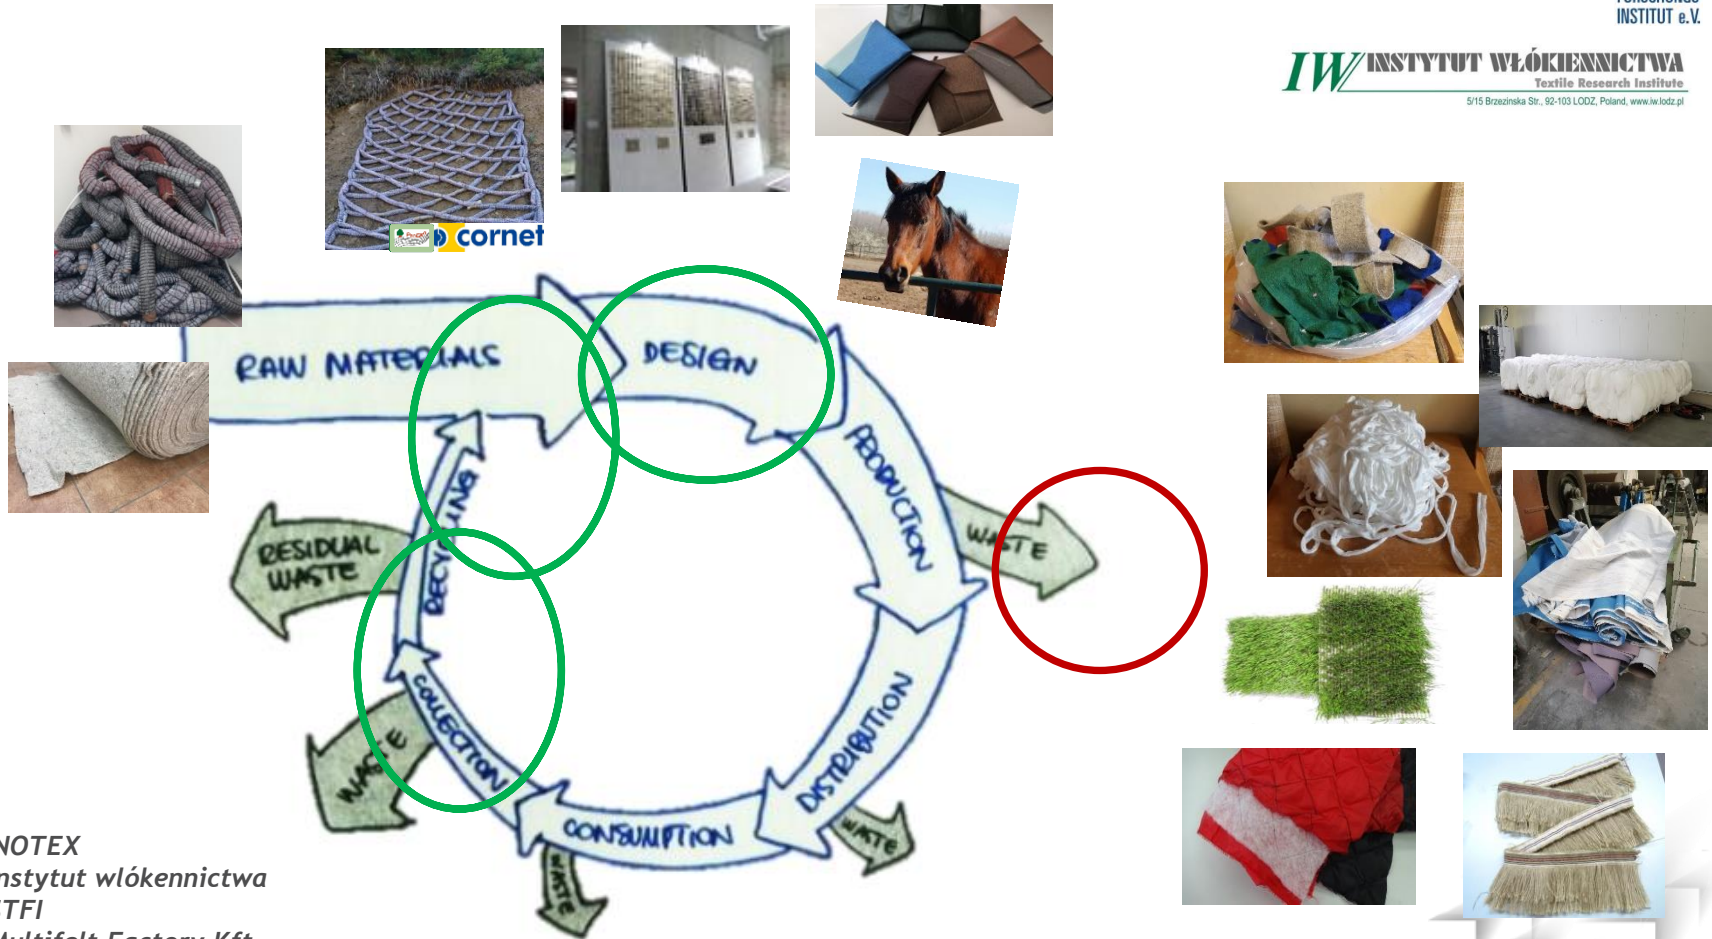 INSTITUT e.V.
IW INSTYTUT WŁÓKIENNICTWA
Textile Research Institute
5/15 Brzezinska Str., 92-103 LODZ, Poland, www.iw.lodz.pl
cornet
RAW MATERIALS
DESIGN
PRODUCTION
WASTE
RESIDUAL
WASTE
RECYCLING
COLLECTION
WASTE
DISTRIBUTION
CONSUMPTION
WASTE
WASTE
NOTEX
nstytut wlókennictwa
TFI